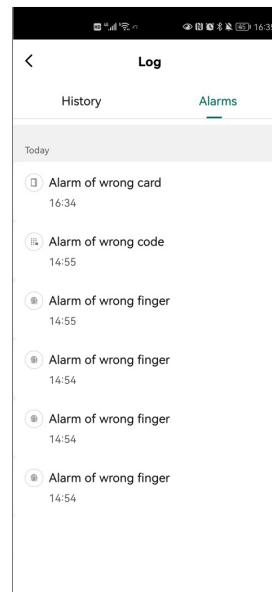 16:35
Log
History Alarms
Today
Alarm of wrong card
16:34
Alarm of wrong code
14:55
Alarm of wrong finger
14:55
Alarm of wrong finger
14:54
Alarm of wrong finger
14:54
Alarm of wrong finger
14:54